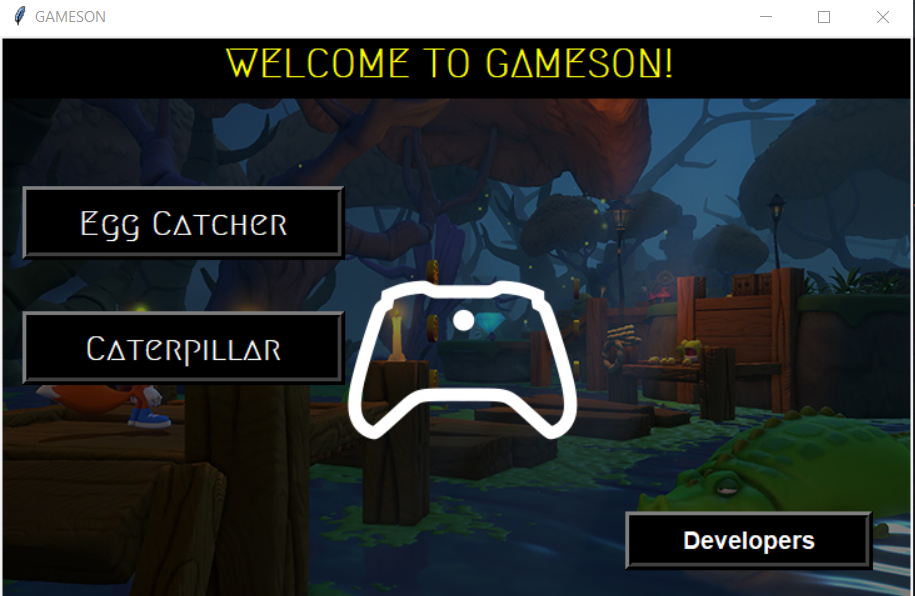 GAMESON
WELCOME TO GAMESON!
Egg Catcher
Caterpillar
Developers